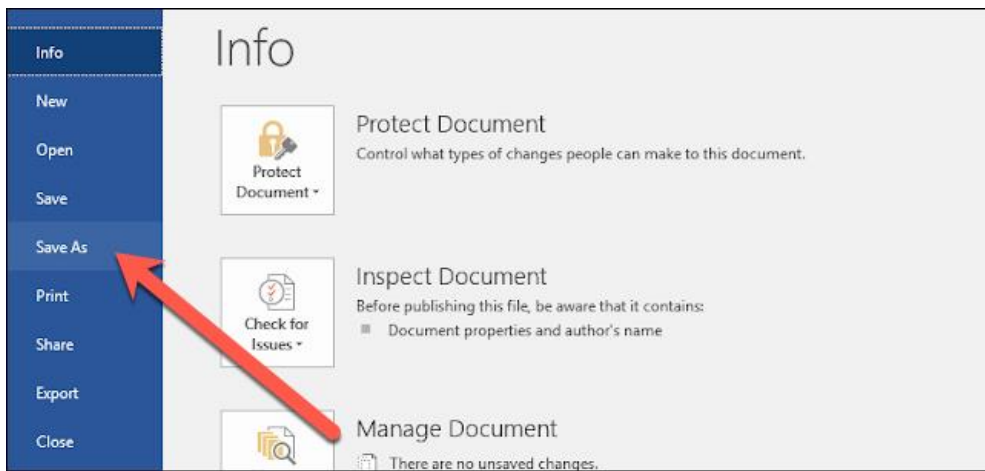 Info
New
Open
Save
Save As
Print
Share
Export
Close
Info
Protect
Document
Protect Document
Control what types of changes people can make to this document.
Check for
Issues
Inspect Document
Before publishing this file, be aware that it contains:
Document properties and author's name
Manage Document
There are no unsaved changes.